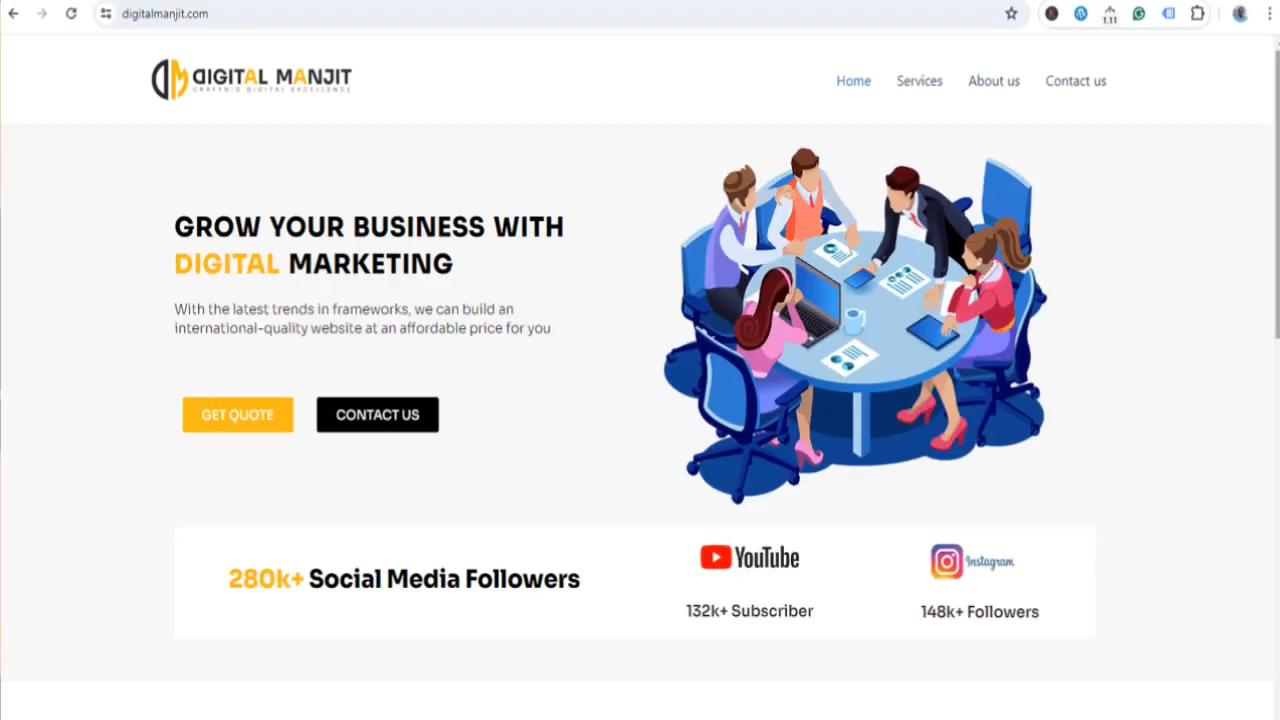 digitalmanjit.com
1.11
DIGITAL MANJIT
Home Services About us Contact us
GROW YOUR BUSINESS WITH
DIGITAL MARKETING
With the latest trends in frameworks, we can build an
international-quality website at an affordable price for you
GET QUOTE CONTACT US
280k+ Social Media Followers
YouTube
132k+ Subscriber
Instagram
148k+ Followers